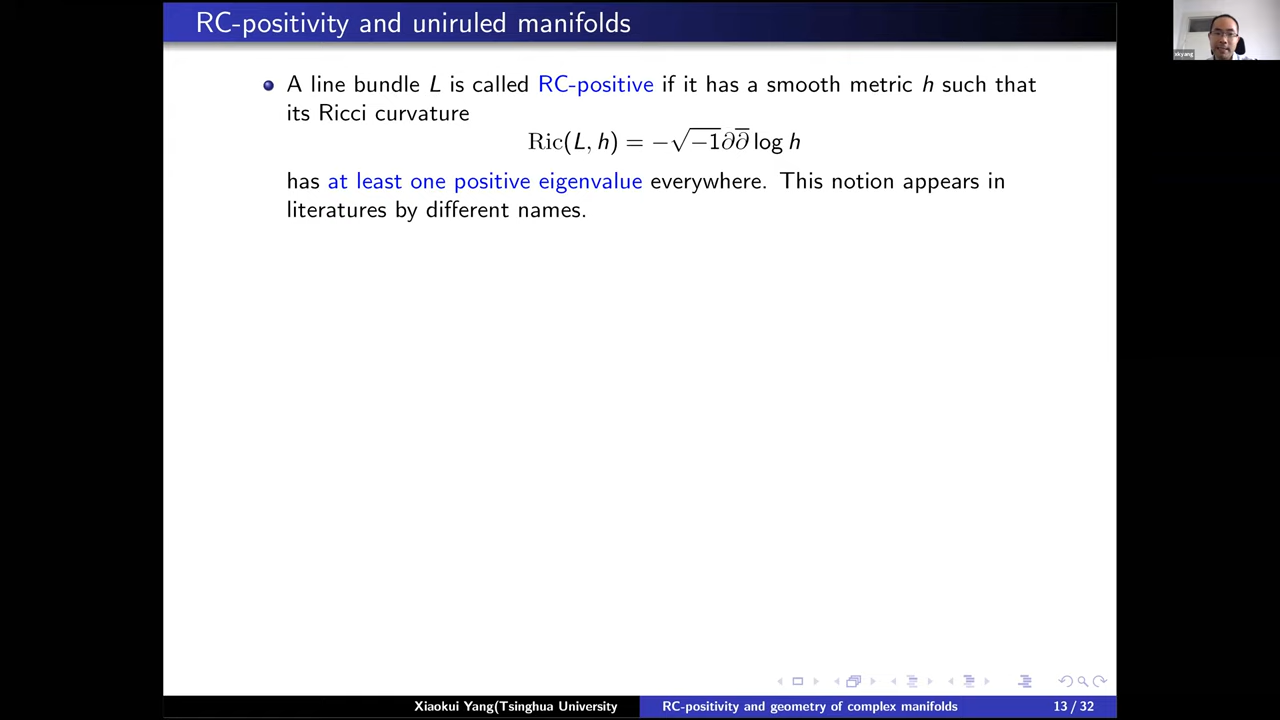 RC-positivity and uniruled manifolds
xkyang
A line bundle L is called RC-positive if it has a smooth metric h such that
its Ricci curvature
Ric(L, h) = −√−1∂∂̅ log h
has at least one positive eigenvalue everywhere. This notion appears in
literatures by different names.
Xiaokui Yang(Tsinghua University
RC-positivity and geometry of complex manifolds
13 / 32